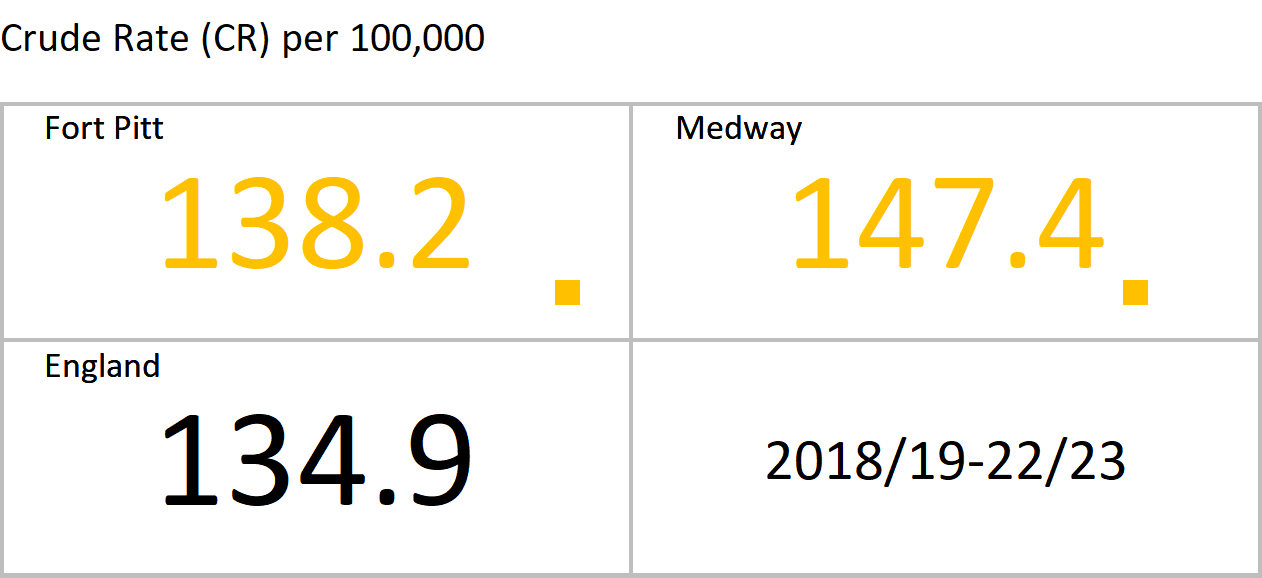 Crude Rate (CR) per 100,000
Fort Pitt
138.2
Medway
147.4
England
134.9
2018/19-22/23